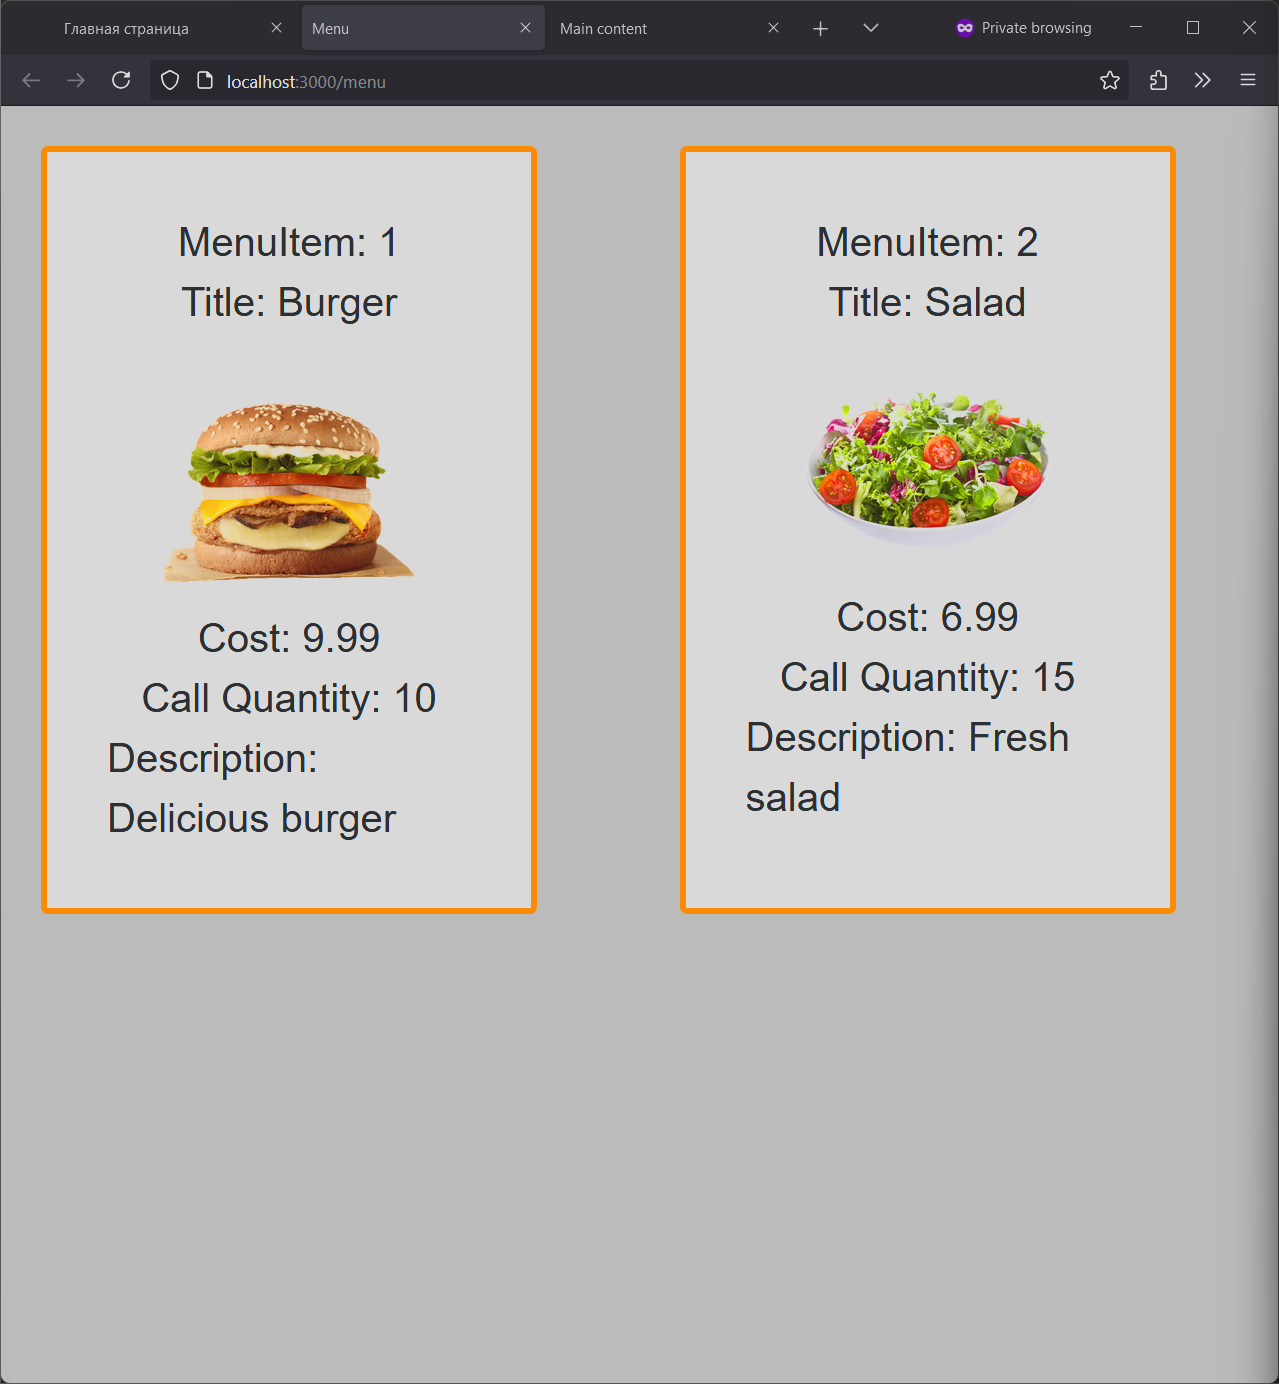 Главная страница
Menu
Main content
Private browsing
localhost:3000/menu
MenuItem: 1
Title: Burger
Cost: 9.99
Call Quantity: 10
Description:
Delicious burger
MenuItem: 2
Title: Salad
Cost: 6.99
Call Quantity: 15
Description: Fresh
salad